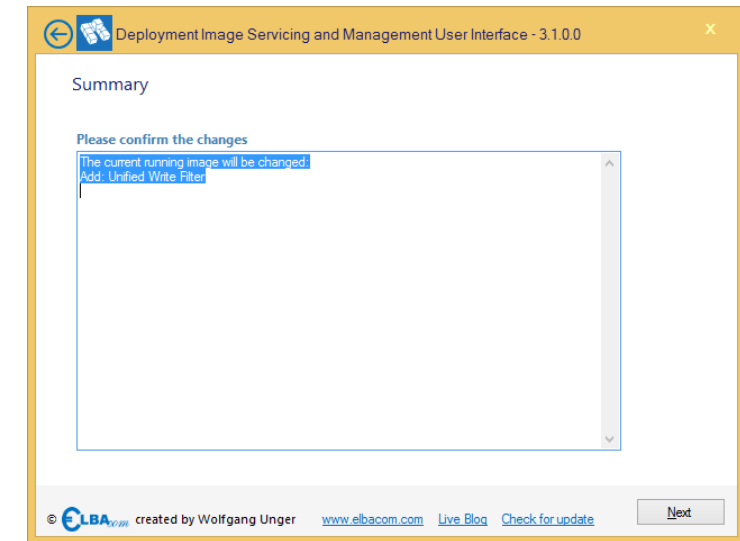 Deployment Image Servicing and Management User Interface - 3.1.0.0
x
Summary
Please confirm the changes
The current running image will be changed:
Add: Unified Write Filter
© ELBAcom created by Wolfgang Unger www.elbacom.com Live Blog Check for update
Next